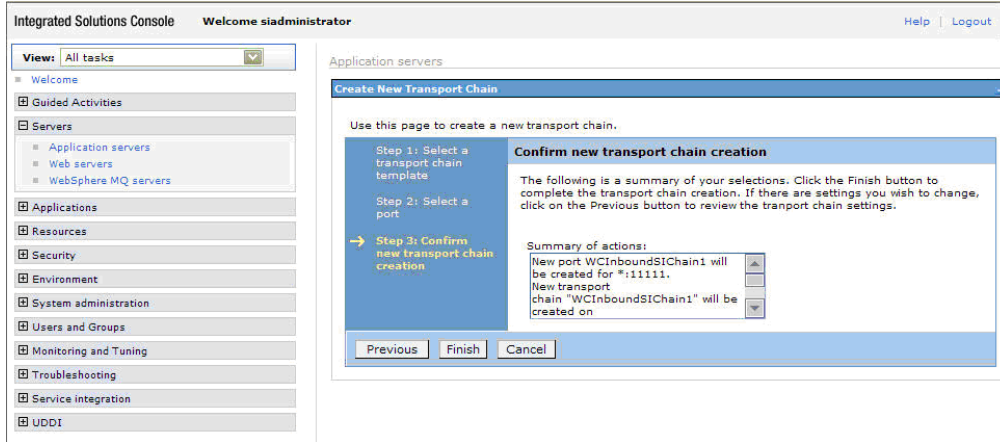 Integrated Solutions Console Welcome siadministrator Help | Logout
View: All tasks
Welcome
Guided Activities
Servers
Application servers
Web servers
WebSphere MQ servers
Applications
Resources
Security
Environment
System administration
Users and Groups
Monitoring and Tuning
Troubleshooting
Service integration
UDDI
Application servers
Create New Transport Chain
Use this page to create a new transport chain.
Step 1: Select a
transport chain
template
Step 2: Select a
port
Step 3: Confirm
new transport chain
creation
Confirm new transport chain creation
The following is a summary of your selections. Click the Finish button to
complete the transport chain creation. If there are settings you wish to change,
click on the Previous button to review the tranport chain settings.
Summary of actions:
New port WCInboundSIChain1 will
be created for *:11111.
New transport
chain "WCInboundSIChain1" will be
created on
Previous Finish Cancel